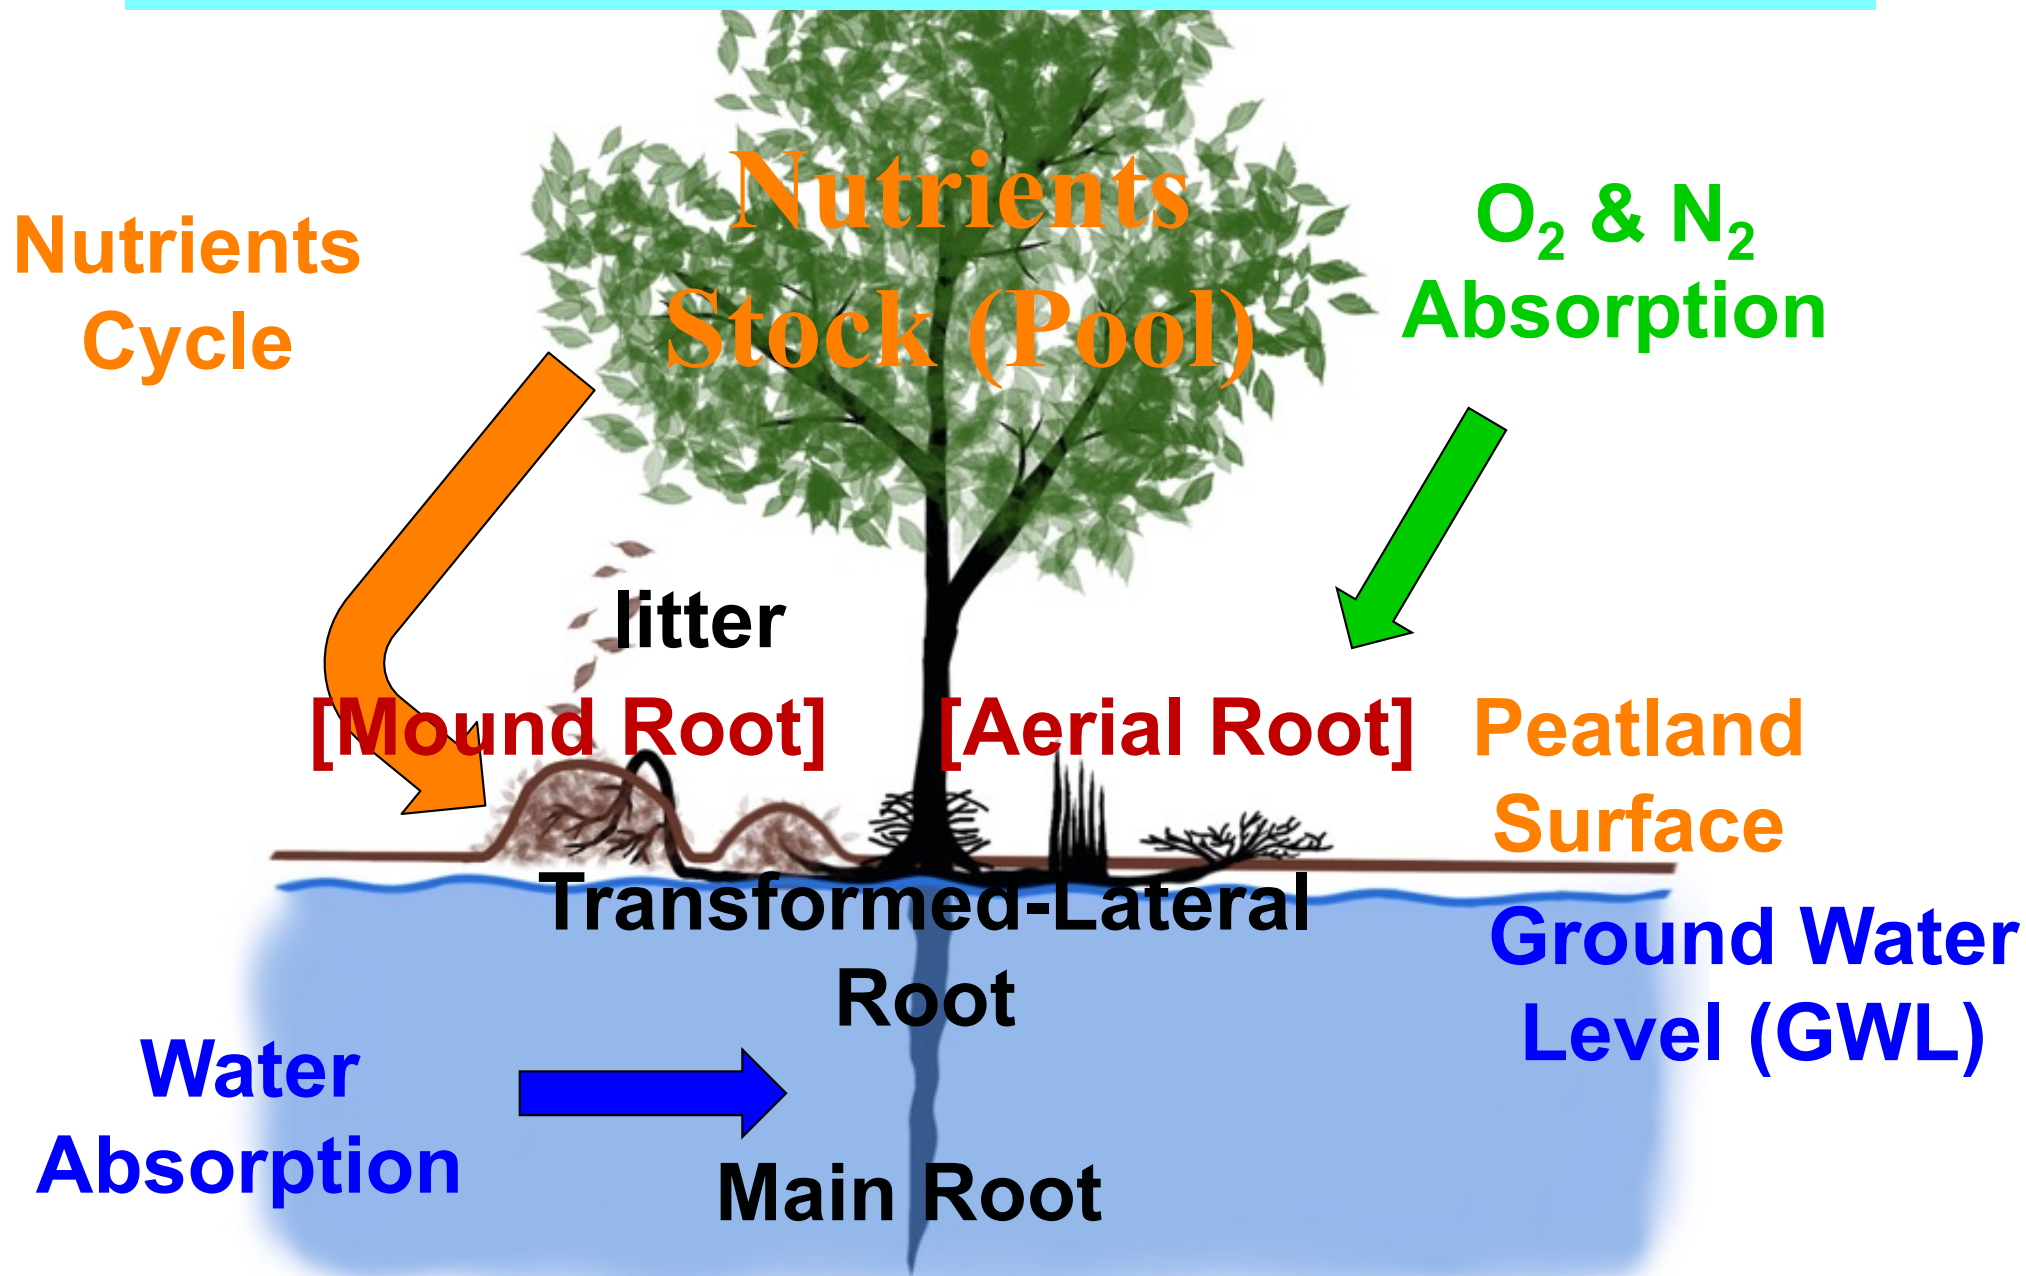 Nutrients
Stock (Pool)
Nutrients
Cycle
O₂ & N₂
Absorption
litter
[Mound Root]
[Aerial Root]
Peatland
Surface
Transformed-Lateral
Root
Ground Water
Level (GWL)
Water
Absorption
Main Root